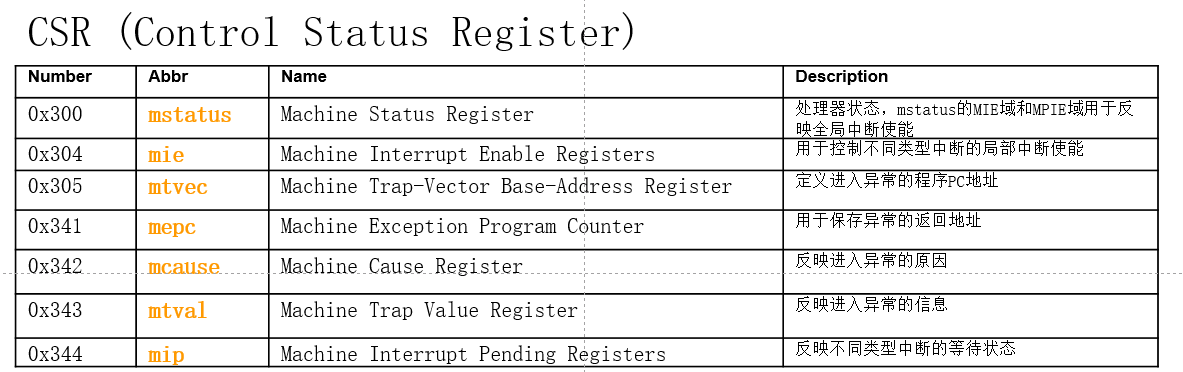 CSR (Control Status Register)
Number Abbr Name Description
0x300 mstatus Machine Status Register 处理器状态，mstatus的MIE域和MPIE域用于反
映全局中断使能
0x304 mie Machine Interrupt Enable Registers 用于控制不同类型中断的局部中断使能
0x305 mtvec Machine Trap-Vector Base-Address Register 定义进入异常的程序PC地址
0x341 mepc Machine Exception Program Counter 用于保存异常的返回地址
0x342 mcause Machine Cause Register 反映进入异常的原因
0x343 mtval Machine Trap Value Register 反映进入异常的信息
0x344 mip Machine Interrupt Pending Registers 反映不同类型中断的等待状态